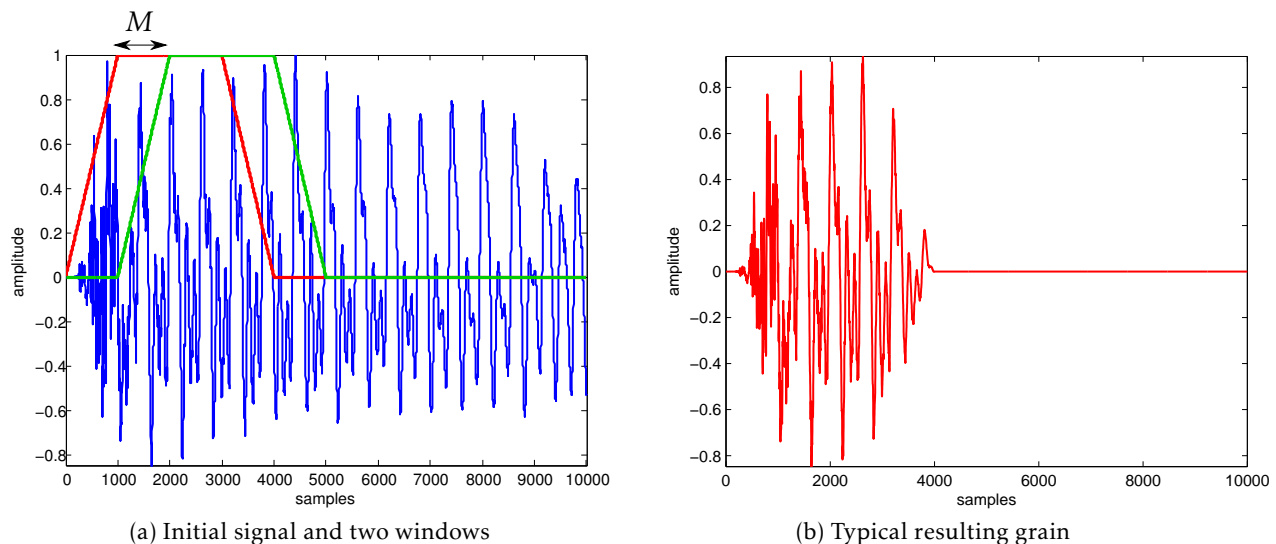 M
1
0.8
0.6
0.4
0.2
0
−0.2
−0.4
−0.6
−0.8
amplitude
0 1000 2000 3000 4000 5000 6000 7000 8000 9000 10000
samples
(a) Initial signal and two windows
0.8
0.6
0.4
0.2
0
−0.2
−0.4
−0.6
−0.8
amplitude
0 2000 4000 6000 8000 10000
samples
(b) Typical resulting grain